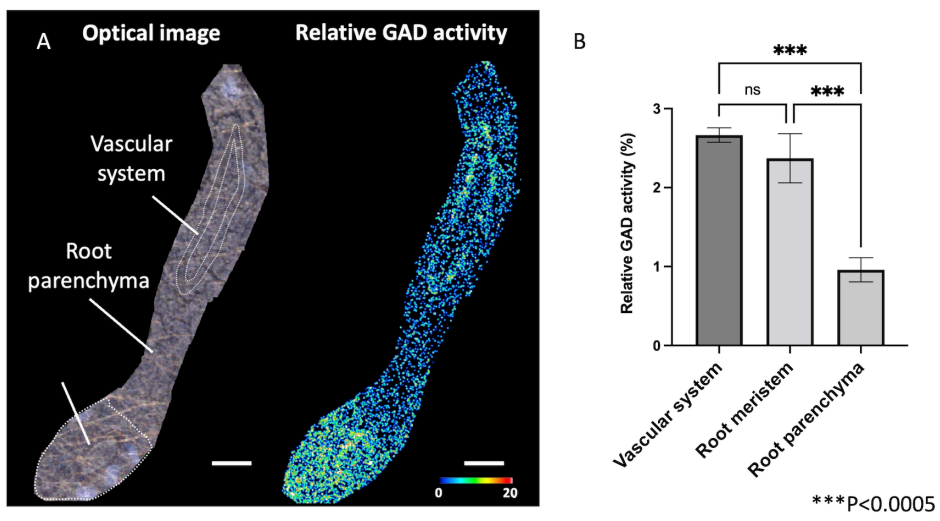 A
Optical image
Relative GAD activity
Vascular
system
Root
parenchyma
0
20
B
***
ns
***
3
2
1
0
Relative GAD activity (%)
Vascular system
Root meristem
Root parenchyma
***P<0.0005